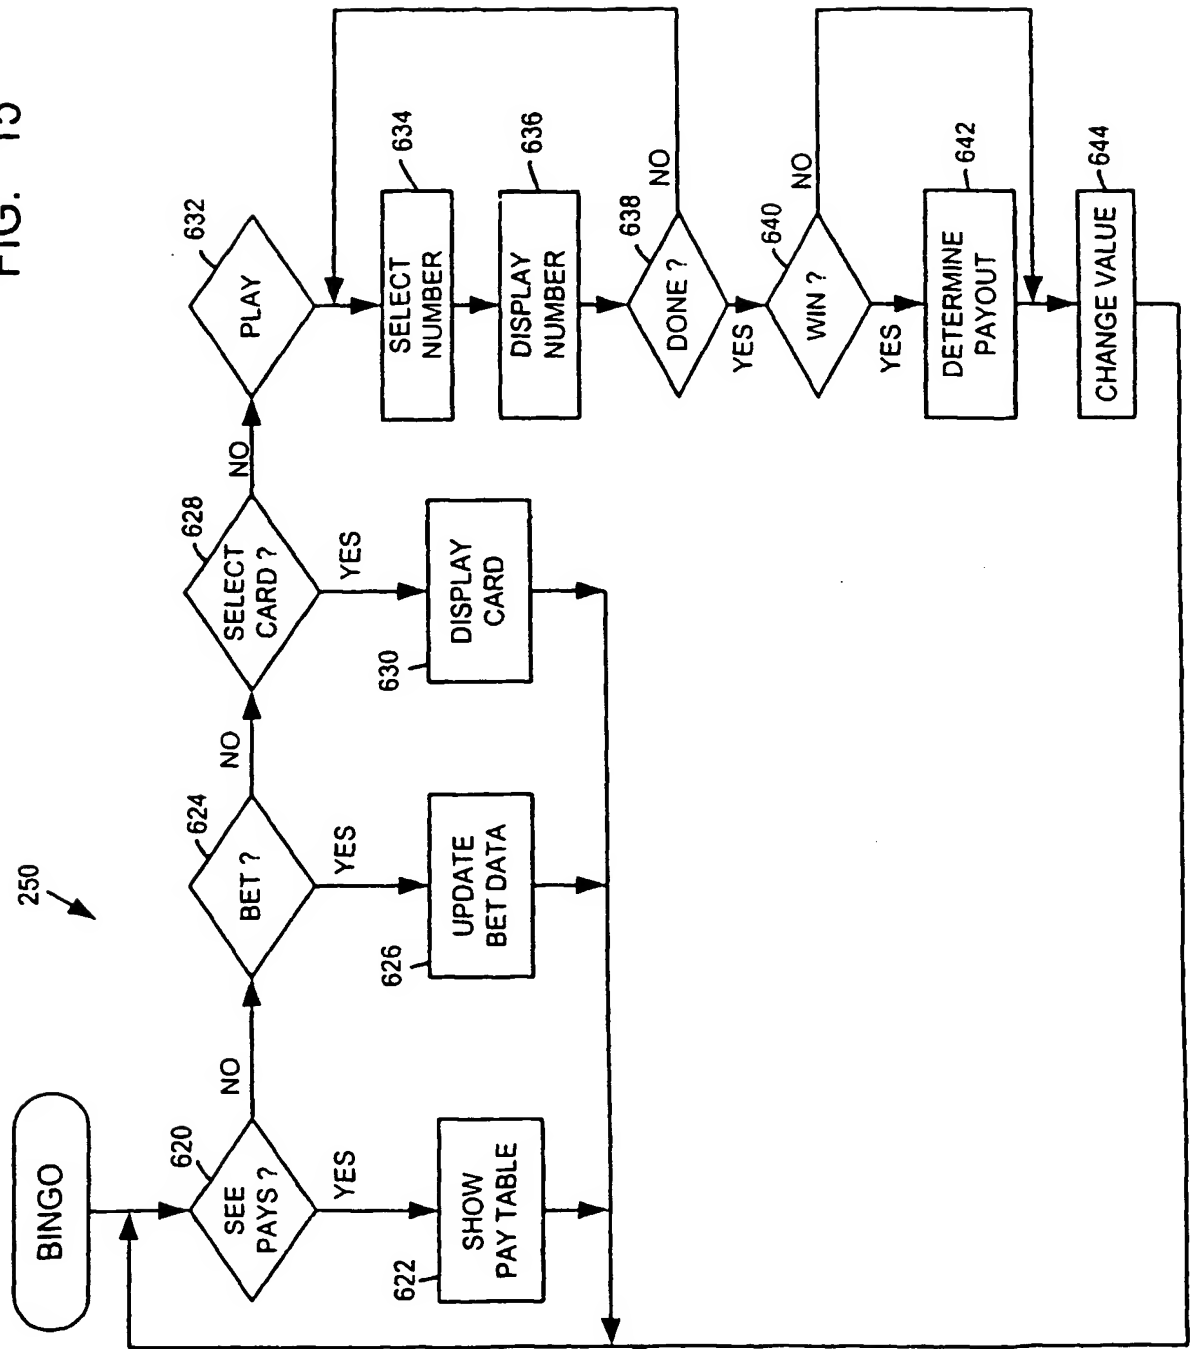 FIG. 15
250
BINGO
620
SEE
PAYS ?
NO
YES
622
SHOW
PAY TABLE
624
BET ?
NO
YES
626
UPDATE
BET DATA
628
SELECT
CARD ?
NO
YES
630
DISPLAY
CARD
632
PLAY
634
SELECT
NUMBER
636
DISPLAY
NUMBER
638
DONE ?
NO
YES
640
WIN ?
NO
YES
642
DETERMINE
PAYOUT
644
CHANGE VALUE